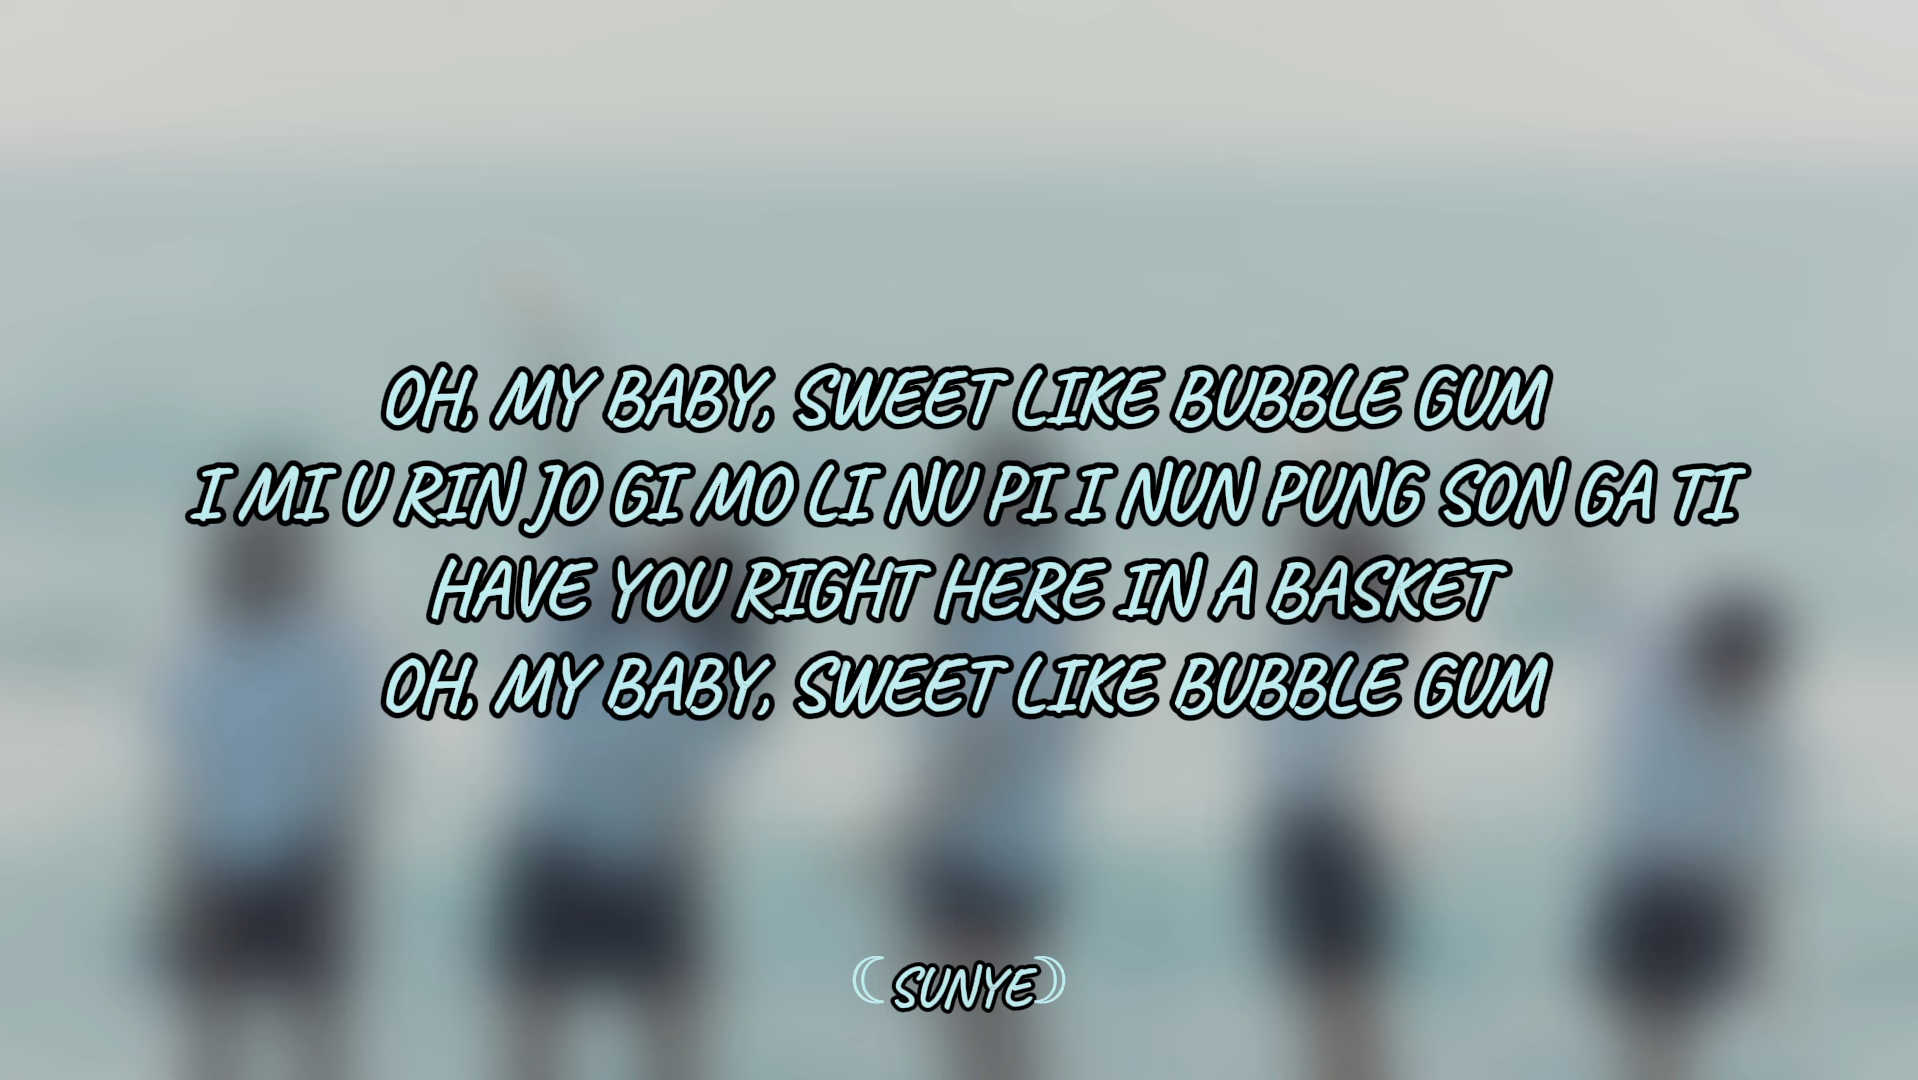 OH, MY BABY, SWEET LIKE BUBBLE GUM
I MI U RIN JO GI MO LI NU PI I NUN PUNG SON GA TI
HAVE YOU RIGHT HERE IN A BASKET
OH, MY BABY, SWEET LIKE BUBBLE GUM
☾ SUNYE ☽